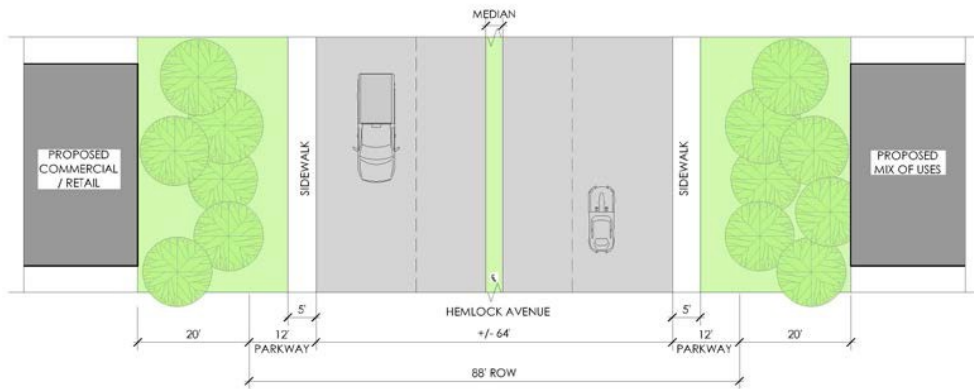 MEDIAN
PROPOSED
COMMERCIAL
/ RETAIL
SIDEWALK
SIDEWALK
PROPOSED
MIX OF USES
HEMLOCK AVENUE
5'
5'
20'
12'
+/- 64'
12'
20'
PARKWAY
PARKWAY
88' ROW